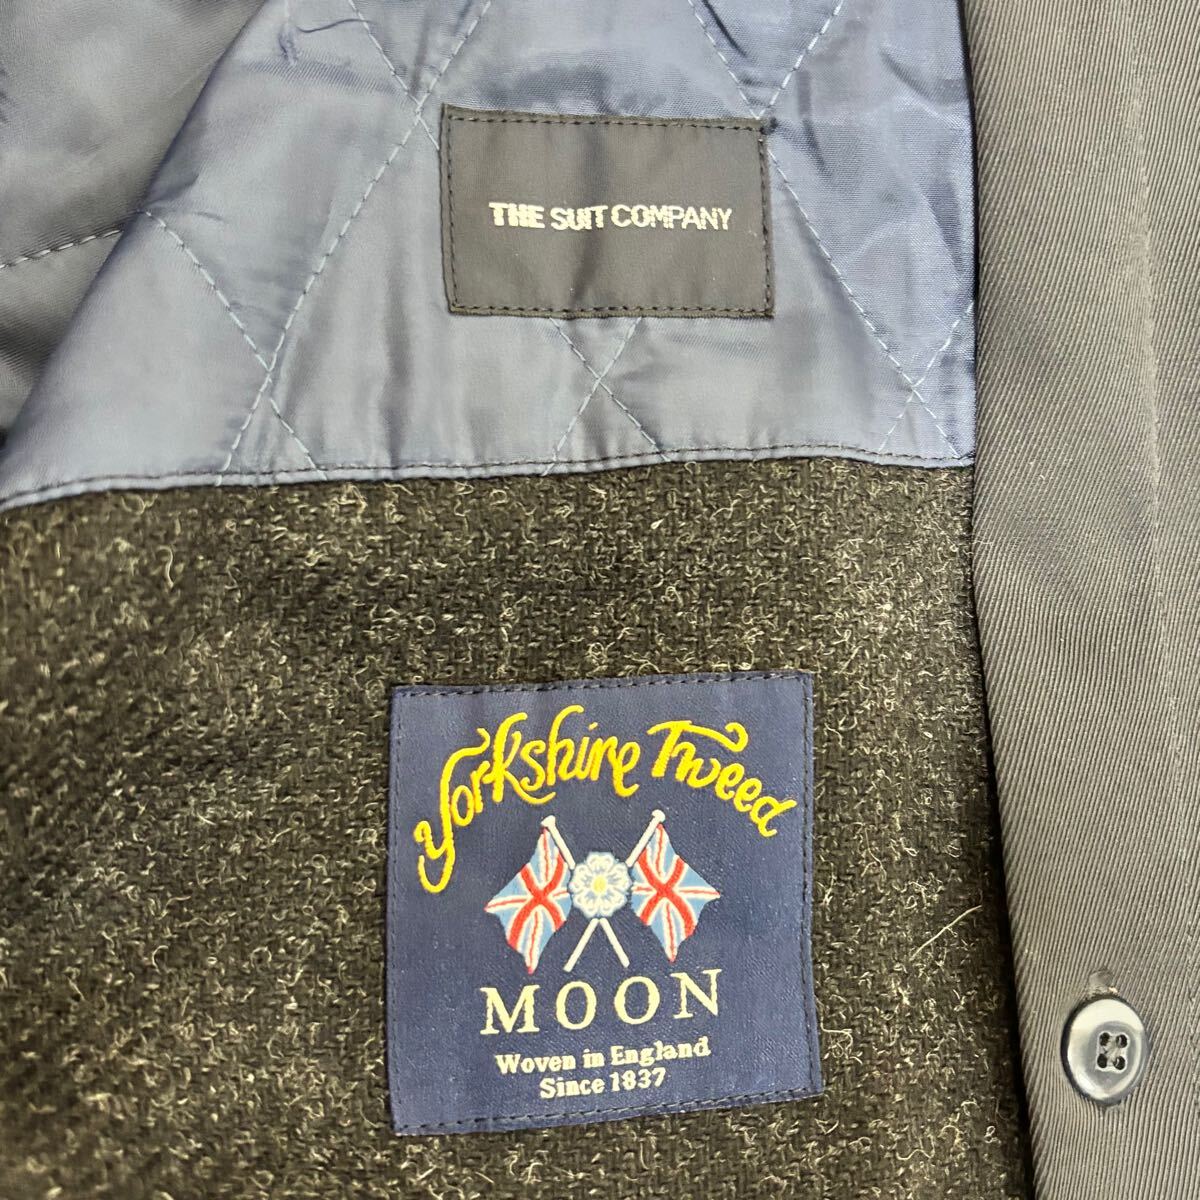 THE SUIT COMPANY
Yorkshire Tweed
MOON
Woven in England
Since 1837